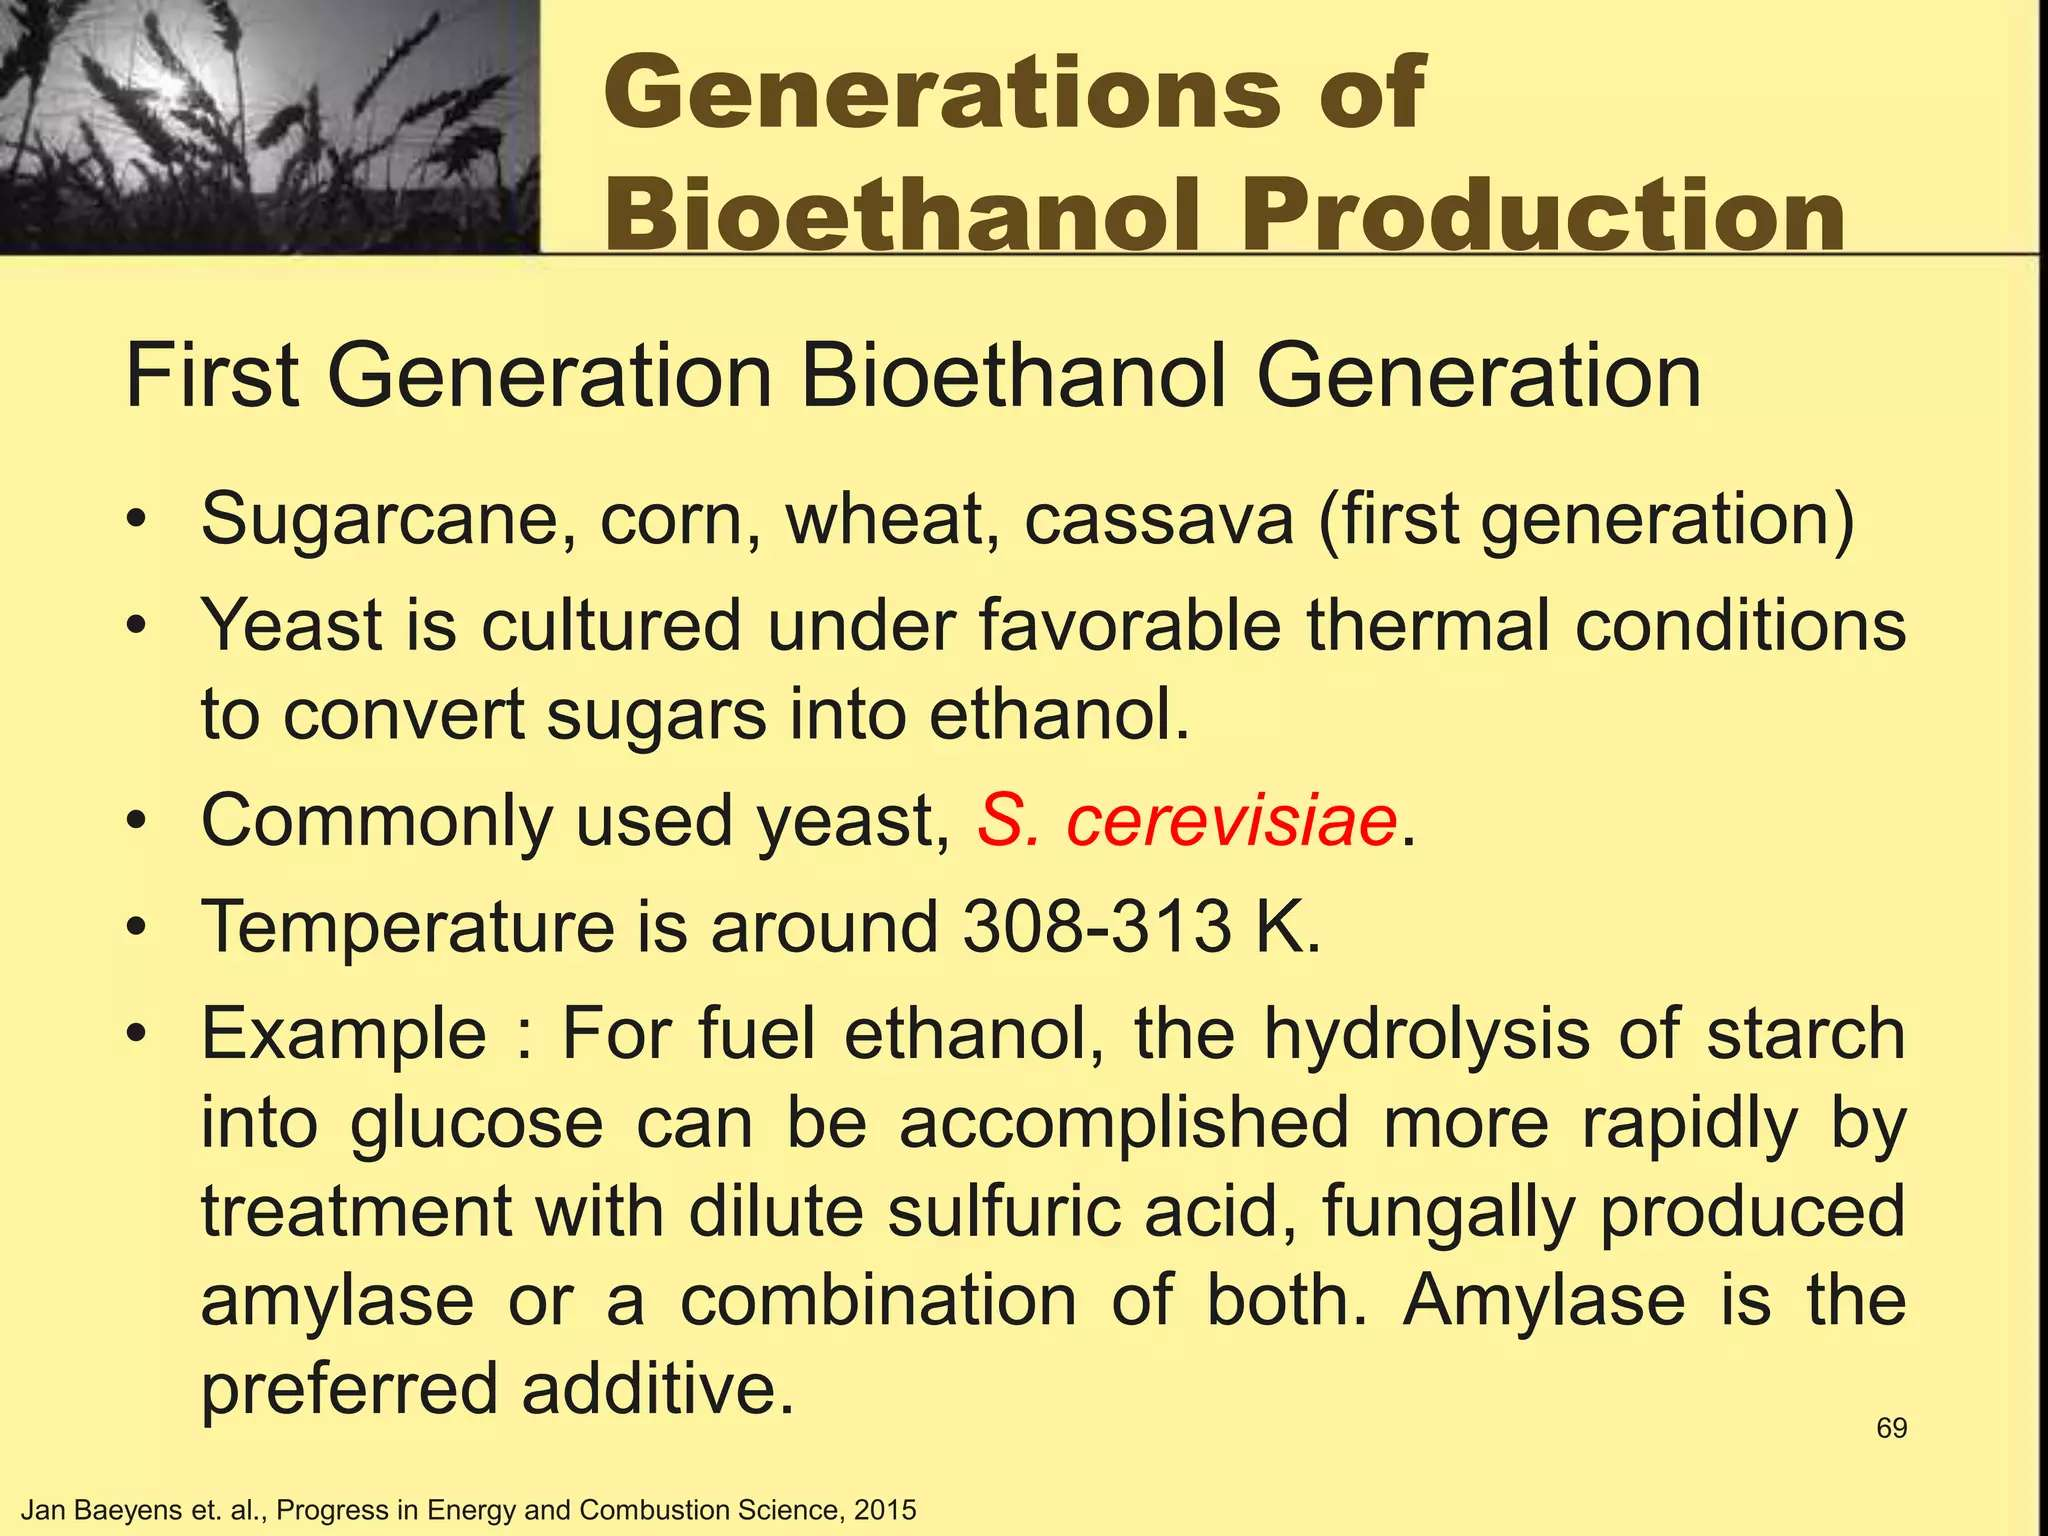 Generations of
Bioethanol Production
First Generation Bioethanol Generation
• Sugarcane, corn, wheat, cassava (first generation)
• Yeast is cultured under favorable thermal conditions
to convert sugars into ethanol.
• Commonly used yeast, S. cerevisiae.
• Temperature is around 308-313 K.
• Example : For fuel ethanol, the hydrolysis of starch
into glucose can be accomplished more rapidly by
treatment with dilute sulfuric acid, fungally produced
amylase or a combination of both. Amylase is the
preferred additive.
69
Jan Baeyens et. al., Progress in Energy and Combustion Science, 2015